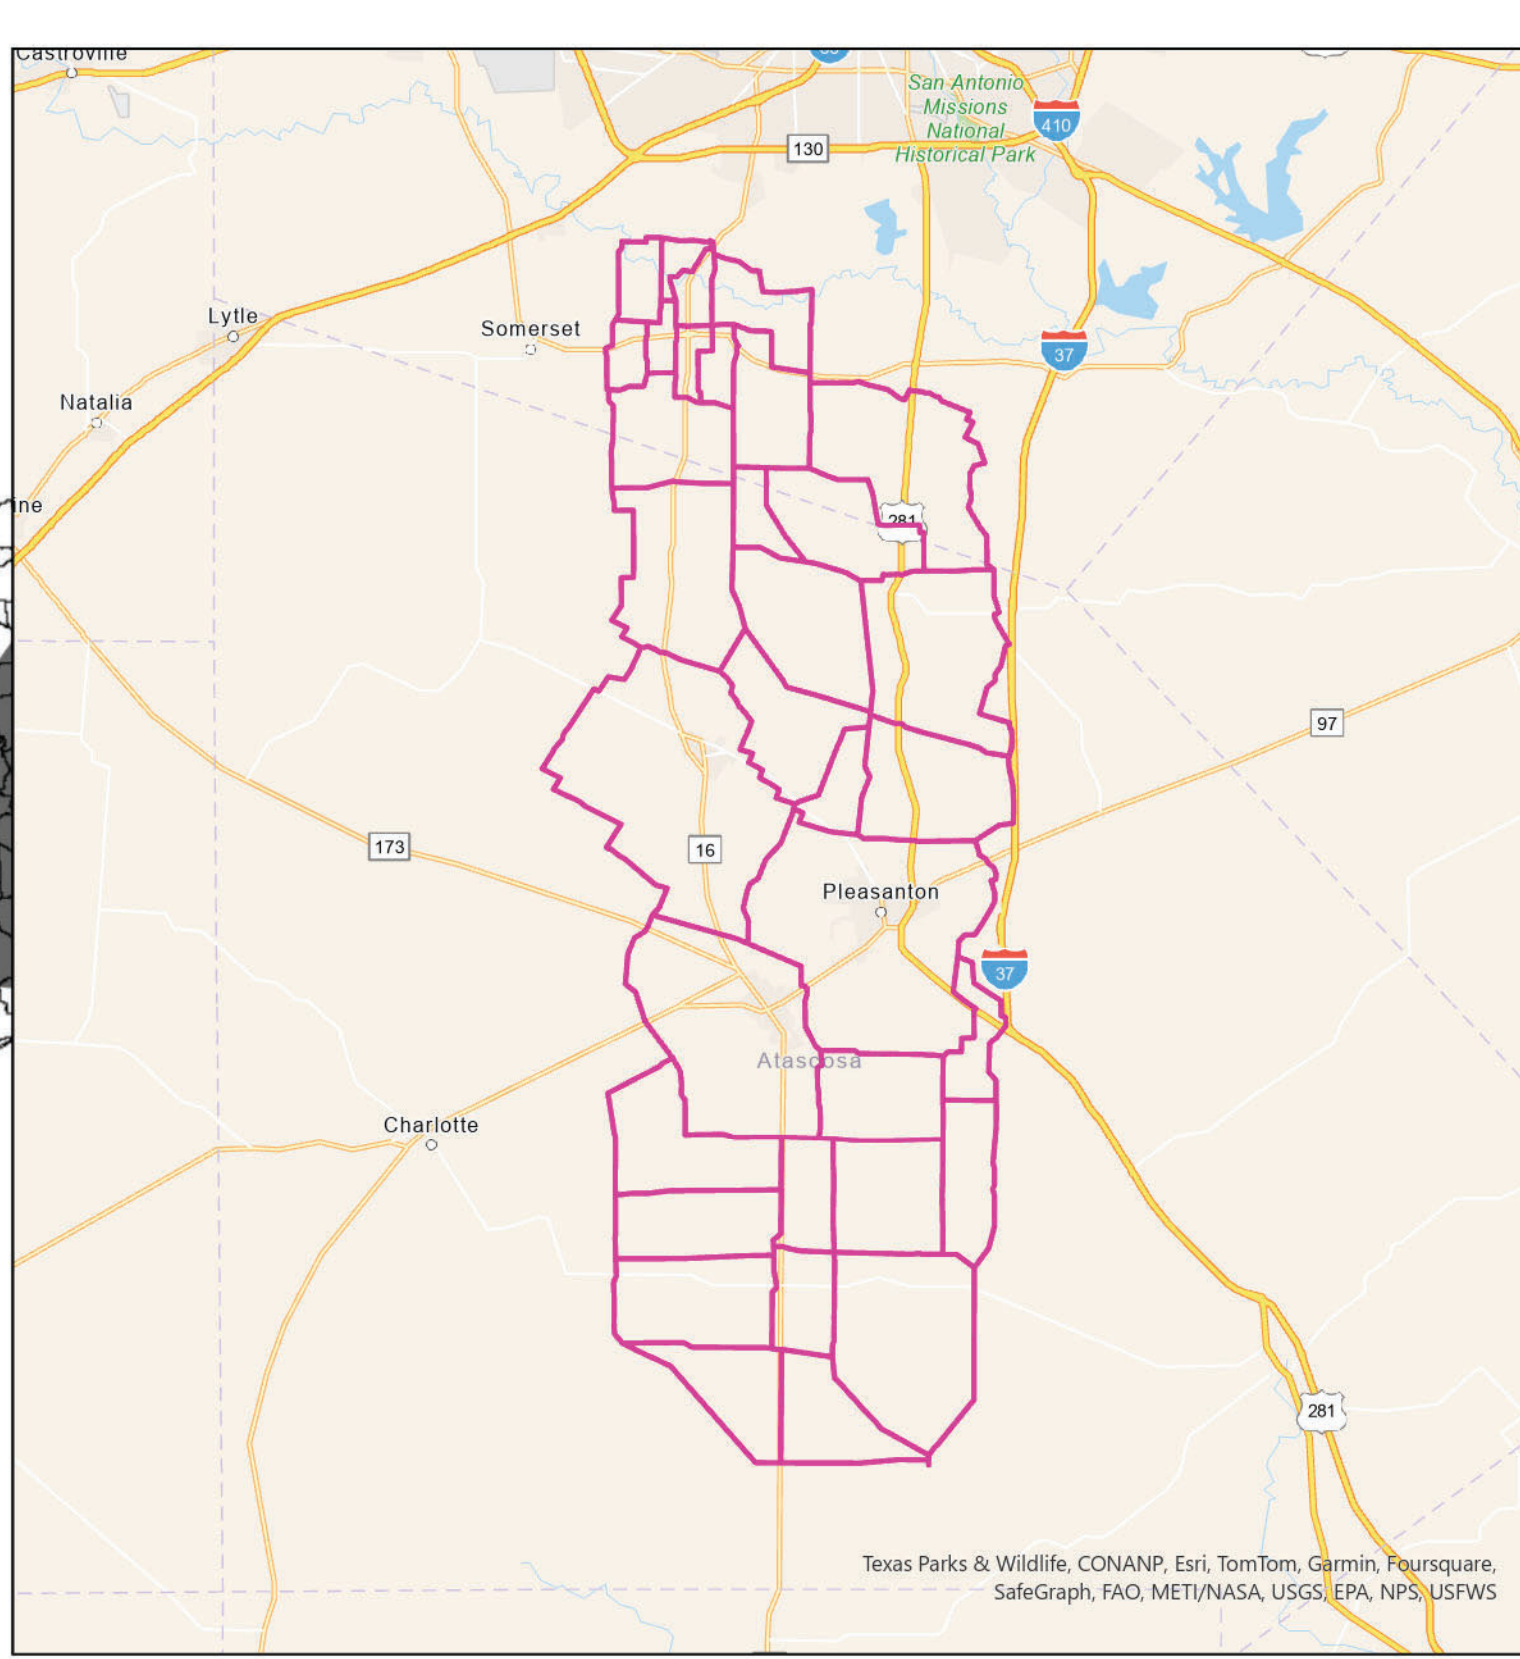 Castroville
San Antonio
Missions
National
Historical Park
410
130
Lytle
Somerset
37
Natalia
ine
281
97
173
16
Pleasanton
37
Atascosa
Charlotte
281
Texas Parks & Wildlife, CONANP, Esri, TomTom, Garmin, Foursquare,
SafeGraph, FAO, METI/NASA, USGS, EPA, NPS, USFWS